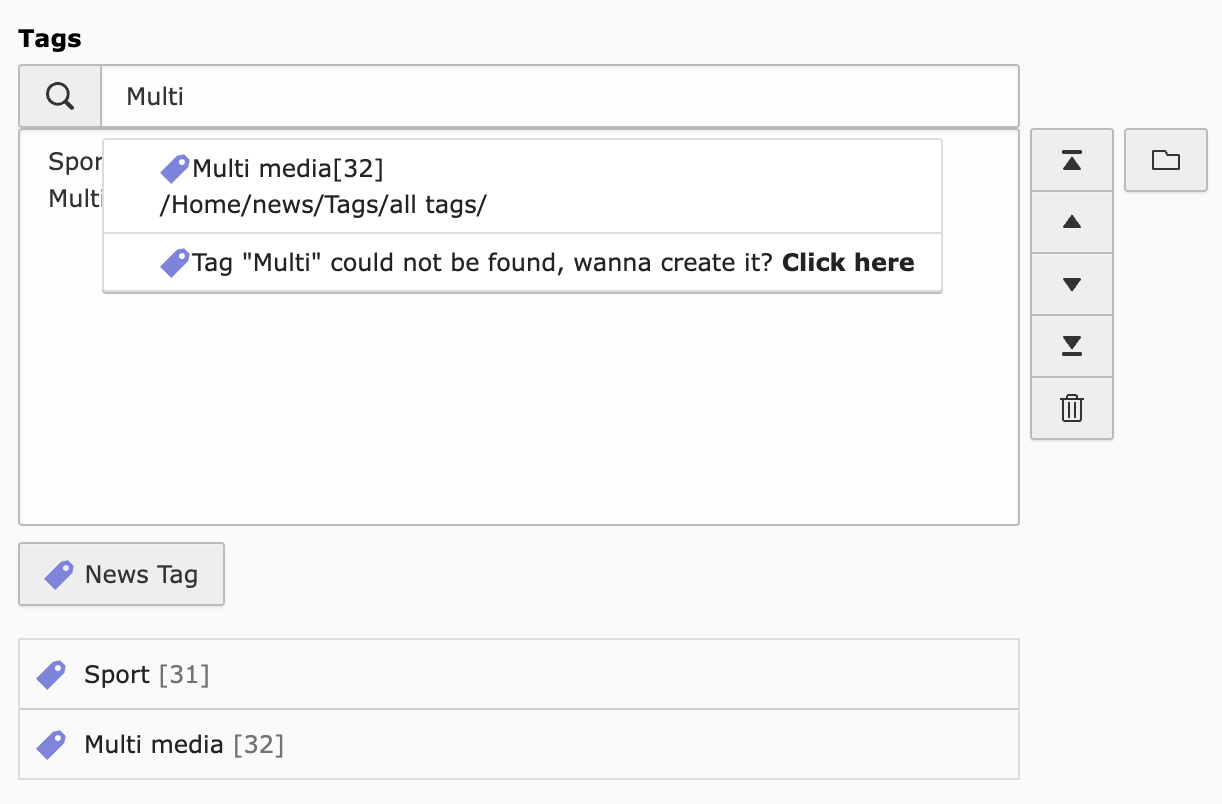 Tags
Multi
Spor
Multi
Multi media[32]
/Home/news/Tags/all tags/
Tag "Multi" could not be found, wanna create it? Click here
News Tag
Sport [31]
Multi media [32]